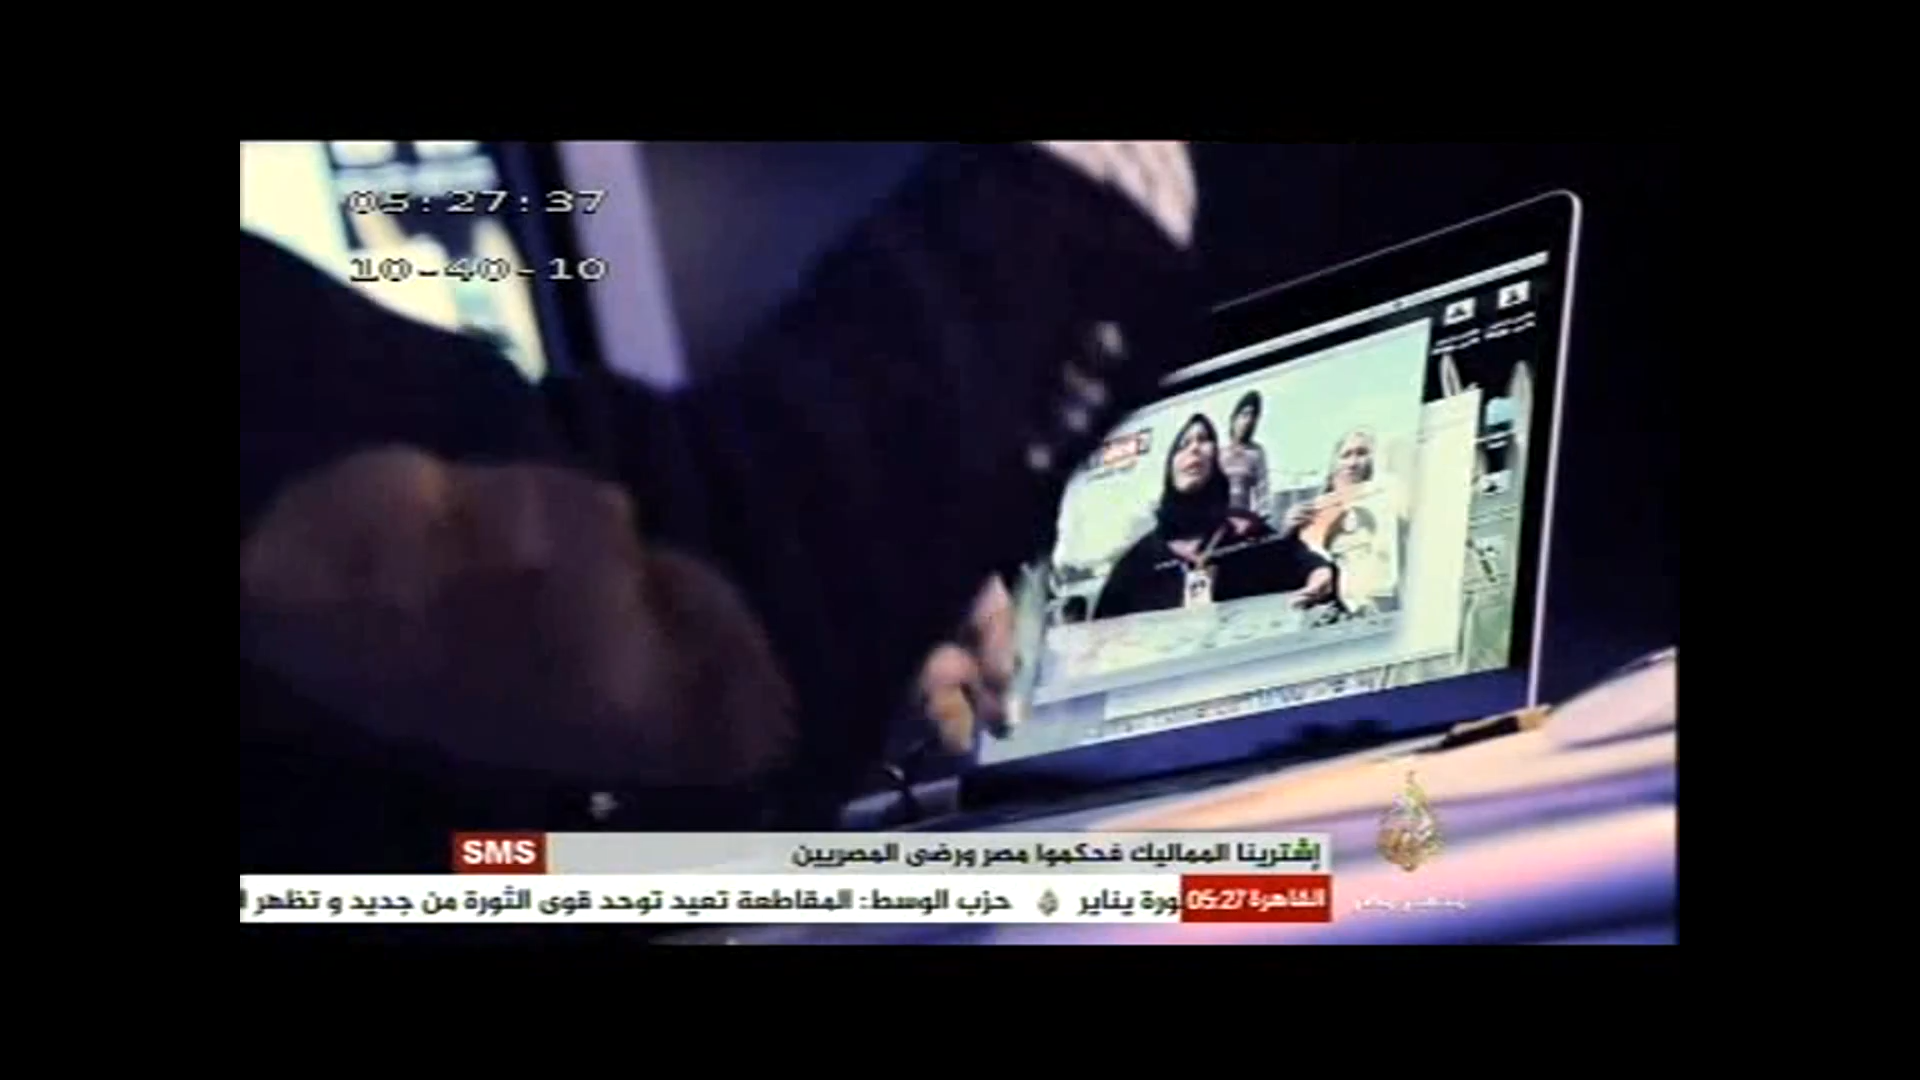 05:27:37
10-40-10
SMS إشترينا المماليك فحكموا مصر ورضى المصريين
القاهرة 05:27 ورة يناير حزب الوسط: المقاطعة تعيد توحد قوى الثورة من جديد و تظهر ا